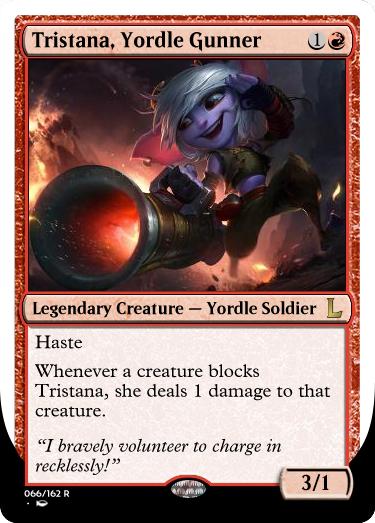 Tristana, Yordle Gunner 1
Legendary Creature — Yordle Soldier L
Haste
Whenever a creature blocks
Tristana, she deals 1 damage to that
creature.
“I bravely volunteer to charge in
recklessly!”
066/162 R
3/1